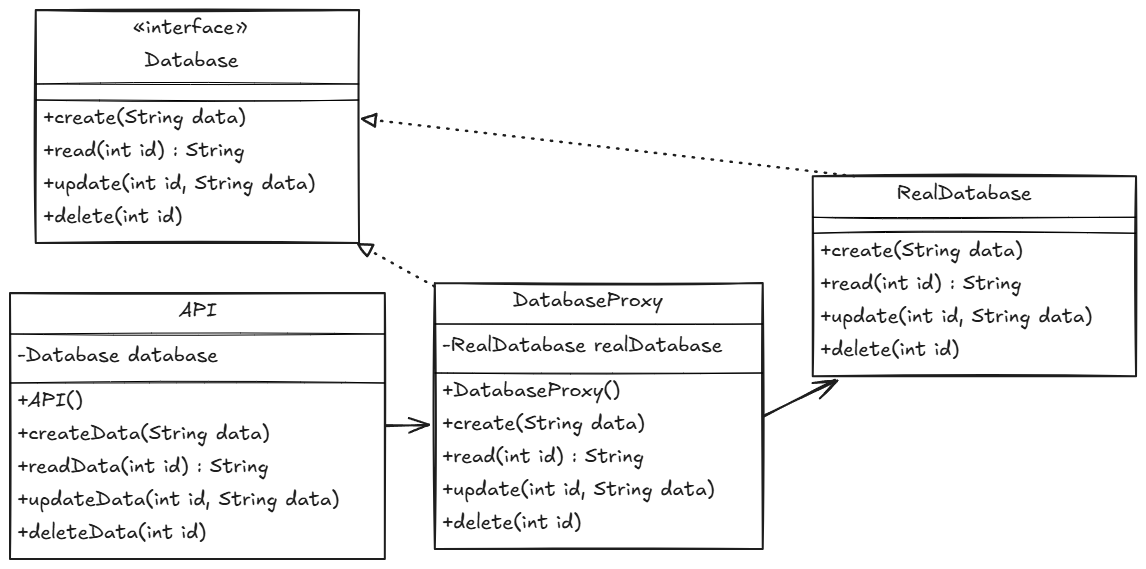 «interface»
Database
+create(String data)
+read(int id) : String
+update(int id, String data)
+delete(int id)
RealDatabase
+create(String data)
+read(int id) : String
+update(int id, String data)
+delete(int id)
API
-Database database
+API()
+createData(String data)
+readData(int id) : String
+updateData(int id, String data)
+deleteData(int id)
DatabaseProxy
-RealDatabase realDatabase
+DatabaseProxy()
+create(String data)
+read(int id) : String
+update(int id, String data)
+delete(int id)